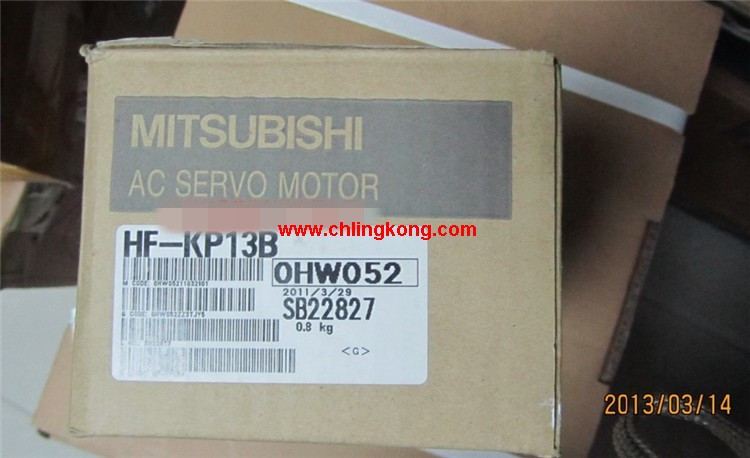 MITSUBISHI
AC SERVO MOTOR
www.chlingkong.com
HF-KP13B
0HW052
2011/3/29
SB22827
0.8 kg
<G>
2013/03/14